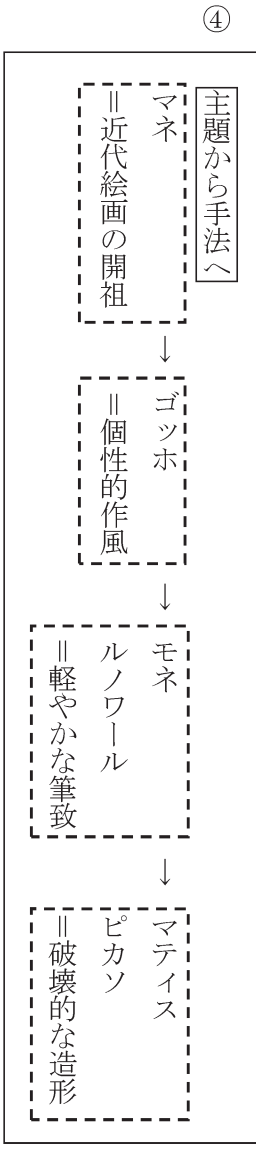 ④
主題から手法へ
マネ
＝近代絵画の開祖
↓
ゴッホ
＝個性的作風
↓
モネ
ルノワール
＝軽やかな筆致
↓
マティス
ピカソ
＝破壊的な造形